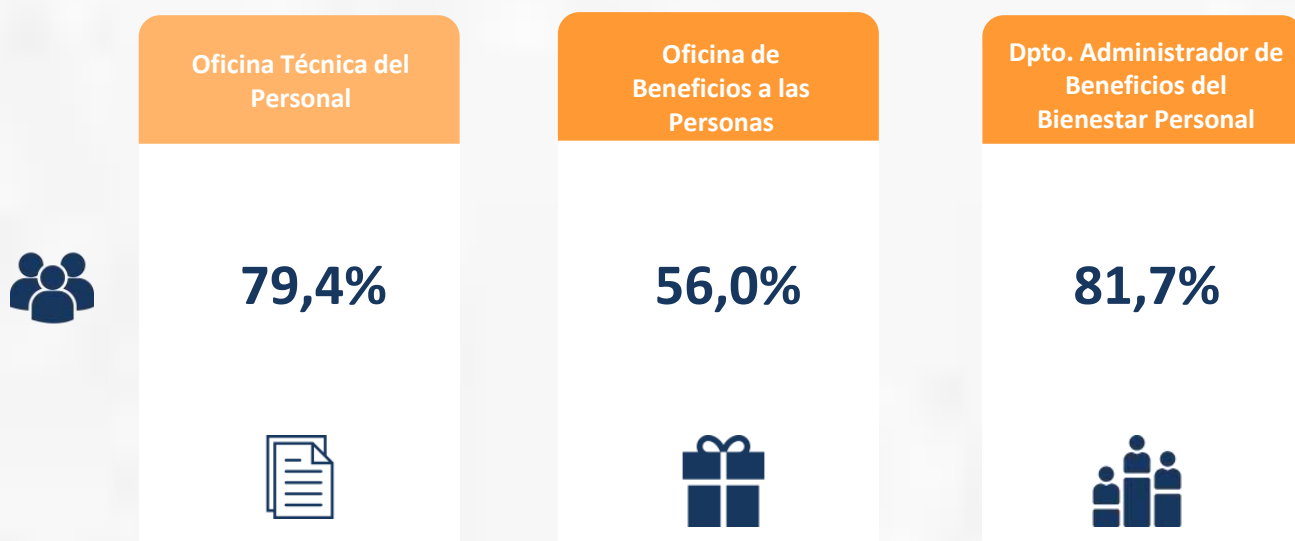 Oficina Técnica del
Personal
Oficina de
Beneficios a las
Personas
Dpto. Administrador de
Beneficios del
Bienestar Personal
79,4%
56,0%
81,7%